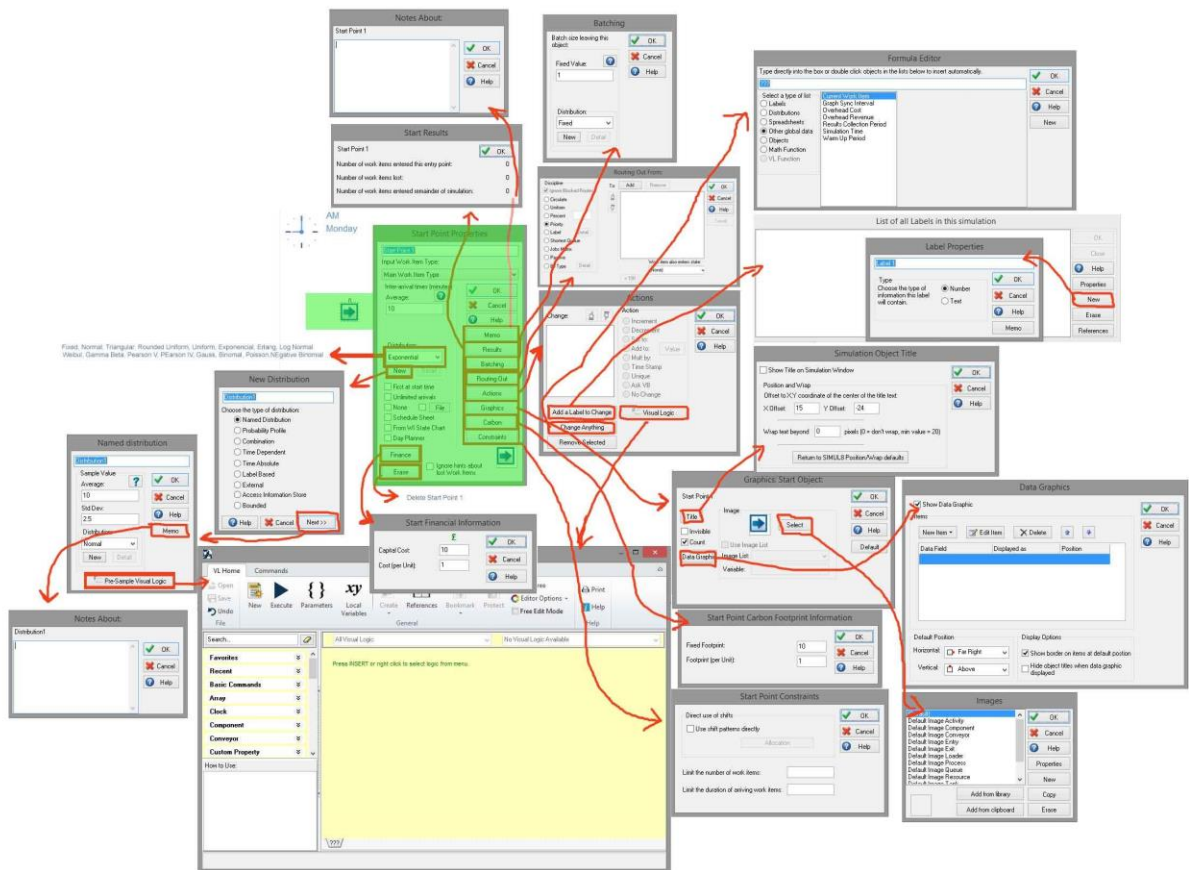 Notes About:
Start Point 1
OK
Cancel
Help
Start Results
Start Point 1
OK
Number of work items entered this entry point: 0
Number of work items lost: 0
Number of work items entered remainder of simulation: 0
Batching
Batch size leaving this object:
Fixed Value:
1
Distribution:
Fixed
New
Detail
OK
Cancel
Help
Formula Editor
Type directly into the box or double click objects in the lists below to insert automatically.
Select a type of list
Labels
Distributions
Spreadsheets
Other global data
Objects
Math Function
VL Function
Current Work Item
Graph Sync Interval
Overhead Cost
Overhead Revenue
Results Collection Period
Simulation Time
Warm Up Period
OK
Cancel
Help
New
Routing Out From:
Discipline
Circulate
Uniform
Percent
Priority
Label
Shortest Queue
To:
Add
Remove
OK
Cancel
Help
AM
Monday
Start Point Properties
Input Work Item Type:
Main Work Item Type
Inter-arrival times (minutes)
Average:
10
Distribution:
Exponential
New
Detail
First at start time
Unlimited arrivals
None
File
Schedule Sheet
From WI State Chart
Day Planner
Finance
Erase
OK
Cancel
Help
Memo
Results
Batching
Routing Out
Actions
Graphics
Carbon
Constraints
Ignore hints about lost Work Items
Delete Start Point 1
Fixed, Normal, Triangular, Rounded Uniform, Uniform, Exponencial, Erlang, Log Normal
Weibul, Gamma Beta, Pearson V, PEarson IV, Gauss, Binomial, Poisson,NEgative Binomial
Actions
Change:
Action
Increment
Set to
Add to:
Value
Mult by
Time Stamp
Unique
Ask VB
No Change
Add a Label to Change
Change Anything
Remove Selected
Visual Logic
OK
Cancel
Help
List of all Labels in this simulation
Label Properties
Label 1
Type
Choose the type of information this label will contain.
Number
Text
OK
Cancel
Help
Memo
OK
Close
Help
Properties
New
Erase
References
New Distribution
Distribution1
Choose the type of distribution:
Named Distribution
Probability Profile
Combination
Time Dependent
Time Absolute
Label Based
External
Access Information Store
Bounded
Help
Cancel
Next >>
Named distribution
Distribution1
Sample Value
Average:
10
Std Dev:
2.5
Distribution:
Normal
New
Detail
Pre-Sample Visual Logic
OK
Cancel
Help
Memo
Notes About:
Distribution1
OK
Cancel
Help
Simulation Object Title
Show Title on Simulation Window
Position and Wrap
Offset to X:Y coordinate of the center of the title text
X Offset: 15 Y Offset: -24
Wrap text beyond 0 pixels (0 = don't wrap, min value = 20)
Return to SIMUL8 Position/Wrap defaults
OK
Cancel
Help
Graphics: Start Object:
Start Point
Title
Invisible
Count
Data Graphic
Image
Select
Use Image List
Image List:
Variable:
OK
Cancel
Help
Default
Data Graphics
Show Data Graphic
Items
New Item
Edit Item
Delete
Data Field
Displayed as
Position
Default Position
Horizontal: Far Right
Vertical: Above
Display Options
Show border on items at default position
Hide object titles when data graphic displayed
OK
Cancel
Help
Start Financial Information
£
Capital Cost: 10
Cost (per Unit): 1
OK
Cancel
Help
VL Home
Commands
Open
Save
Undo
File
New
Execute
Parameters
Local Variables
Create
References
Bookmark
Protect
General
Editor Options
Free Edit Mode
Print
Help
Help
Search...
All Visual Logic
No Visual Logic Available
Favorites
Recent
Basic Commands
Array
Clock
Component
Conveyor
Custom Property
How to Use:
Press INSERT or right click to select logic from menu.
\???/
Start Point Carbon Footprint Information
Fixed Footprint: 10
Footprint (per Unit): 1
OK
Cancel
Help
Start Point Constraints
Direct use of shifts
Use shift patterns directly
Allocation
Limit the number of work items:
Limit the duration of arriving work items:
OK
Cancel
Help
Images
Default Image Activity
Default Image Component
Default Image Conveyor
Default Image Entry
Default Image Exit
Default Image Loader
Default Image Process
Default Image Queue
Default Image Resource
Add from library
Add from clipboard
OK
Cancel
Help
Properties
New
Copy
Erase